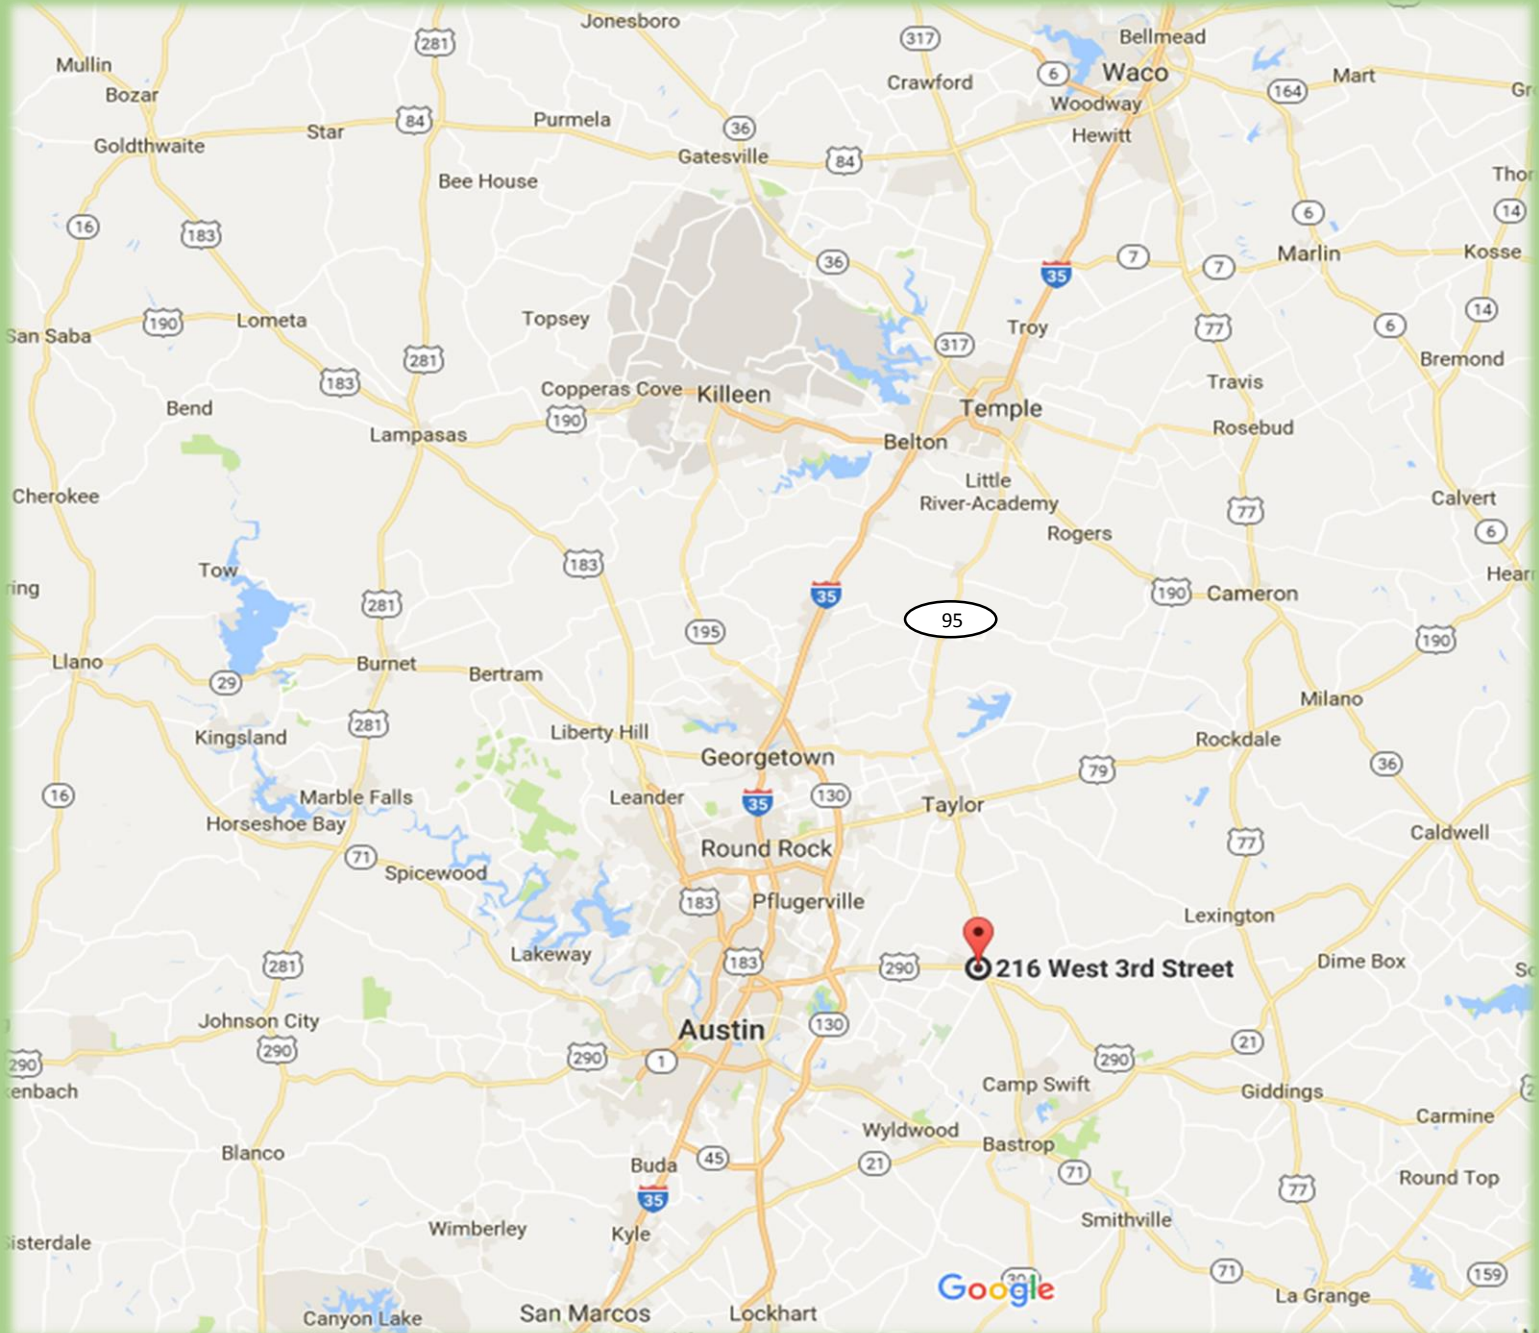 Jonesboro
281
317
Bellmead
Mullin
Crawford
6
Waco
Mart
Bozar
164
Woodway
84
Star
Purmela
36
Hewitt
Goldthwaite
Gatesville
84
Bee House
16
183
6
14
36
7
7
Marlin
Kosse
35
190
Lometa
Topsey
Troy
77
6
14
San Saba
317
281
Bremond
183
Copperas Cove
Killeen
Travis
Bend
190
Temple
Lampasas
Belton
Rosebud
Little
River-Academy
Cherokee
77
Calvert
Rogers
6
183
Tow
35
190
Cameron
281
95
195
190
Llano
Burnet
Bertram
29
Milano
281
Kingsland
Liberty Hill
Rockdale
Georgetown
79
36
16
Marble Falls
Leander
35
130
Taylor
Horseshoe Bay
Caldwell
71
Round Rock
77
Spicewood
183
Pflugerville
Lexington
Lakeway
281
183
290
216 West 3rd Street
Dime Box
Johnson City
Austin
130
290
290
290
1
290
21
Camp Swift
Giddings
Carmine
Wyldwood
Bastrop
Blanco
45
21
71
Buda
Round Top
77
35
Wimberley
Kyle
Smithville
71
159
Google
La Grange
San Marcos
Lockhart
Canyon Lake